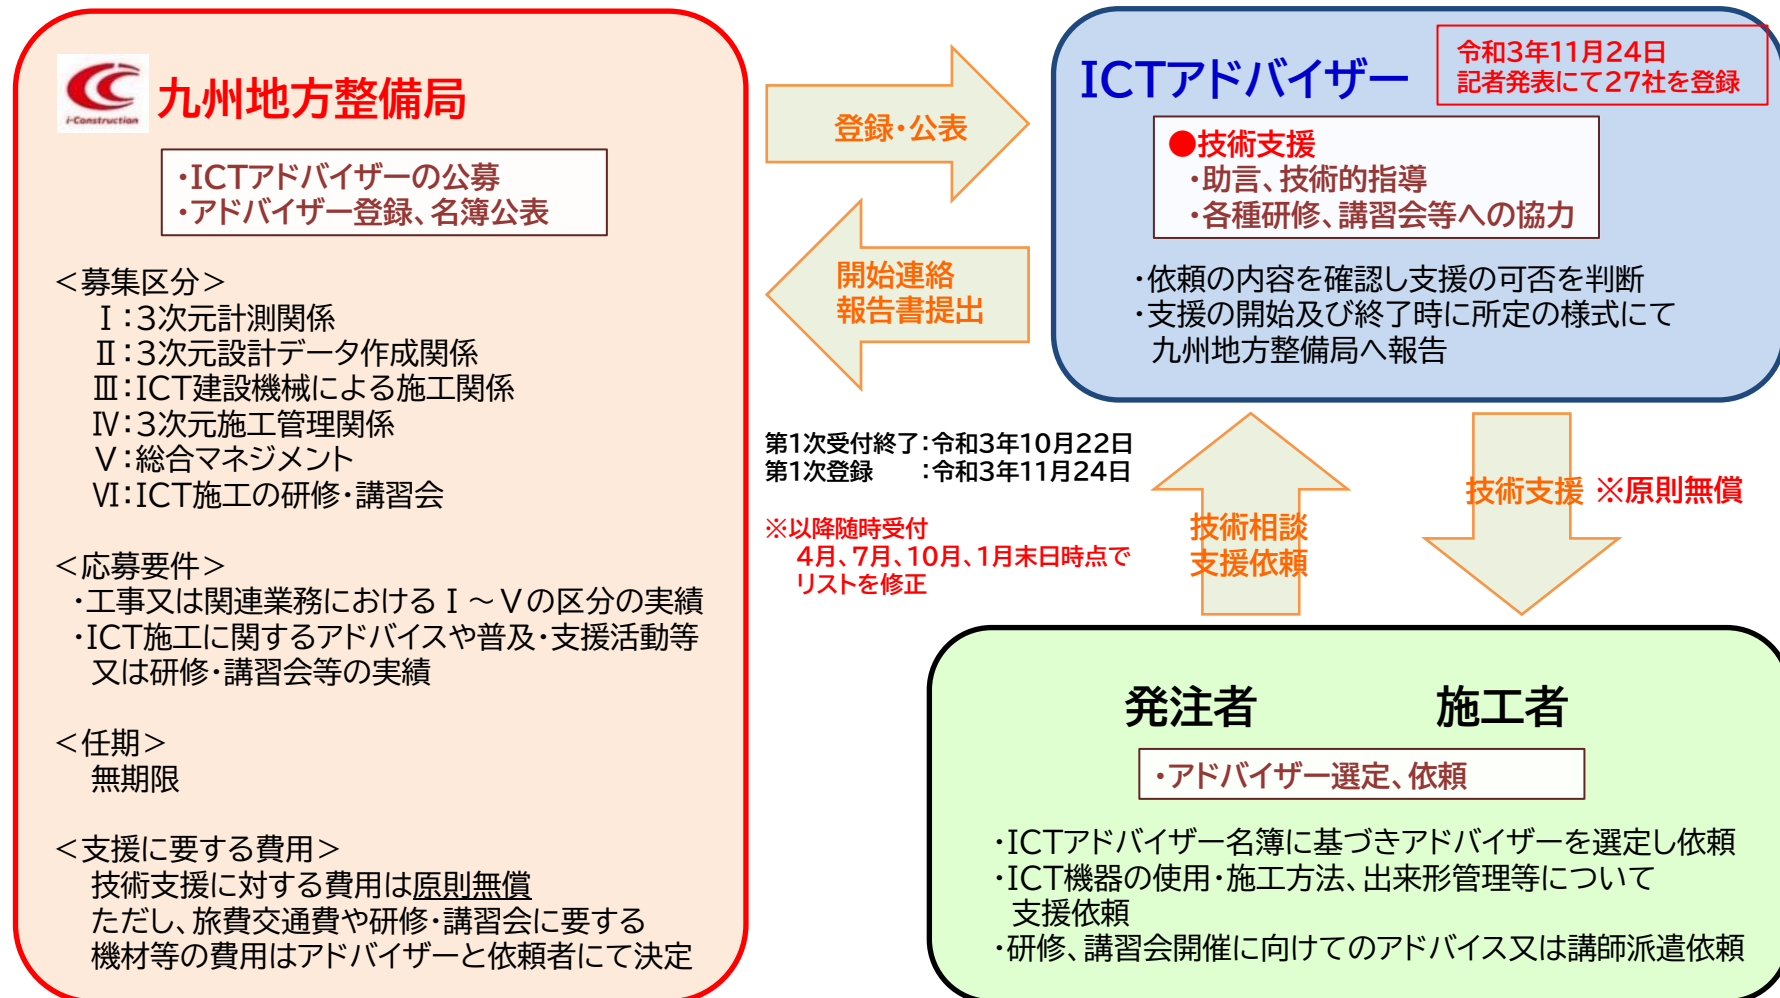 i-Construction
九州地方整備局
・ICTアドバイザーの公募
・アドバイザー登録、名簿公表
＜募集区分＞
Ⅰ：3次元計測関係
Ⅱ：3次元設計データ作成関係
Ⅲ：ICT建設機械による施工関係
Ⅳ：3次元施工管理関係
Ⅴ：総合マネジメント
Ⅵ：ICT施工の研修・講習会
＜応募要件＞
・工事又は関連業務におけるⅠ～Ⅴの区分の実績
・ICT施工に関するアドバイスや普及・支援活動等
又は研修・講習会等の実績
＜任期＞
無期限
＜支援に要する費用＞
技術支援に対する費用は原則無償
ただし、旅費交通費や研修・講習会に要する
機材等の費用はアドバイザーと依頼者にて決定
登録・公表
開始連絡
報告書提出
第1次受付終了：令和3年10月22日
第1次登録　　：令和3年11月24日
※以降随時受付
4月、7月、10月、1月末日時点で
リストを修正
ICTアドバイザー
令和3年11月24日
記者発表にて27社を登録
●技術支援
・助言、技術的指導
・各種研修、講習会等への協力
・依頼の内容を確認し支援の可否を判断
・支援の開始及び終了時に所定の様式にて
九州地方整備局へ報告
技術相談
支援依頼
技術支援 ※原則無償
発注者　施工者
・アドバイザー選定、依頼
・ICTアドバイザー名簿に基づきアドバイザーを選定し依頼
・ICT機器の使用・施工方法、出来形管理等について
支援依頼
・研修、講習会開催に向けてのアドバイス又は講師派遣依頼